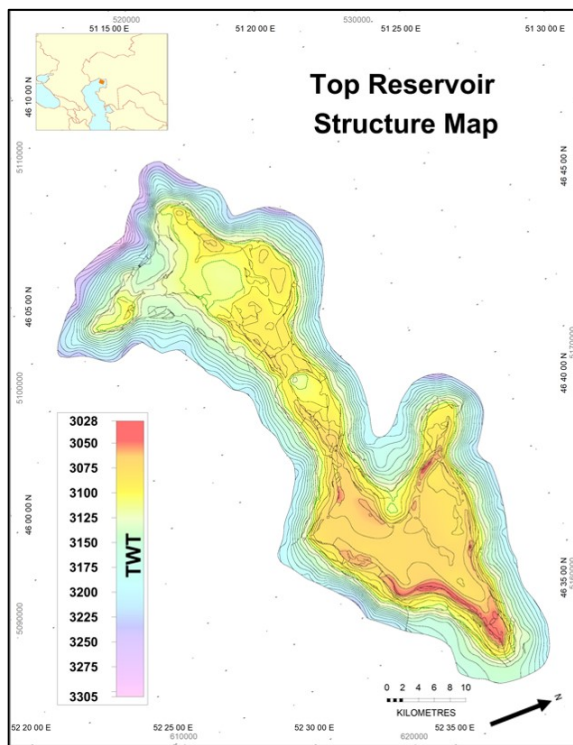 520000
530000
51 15 00 E
51 20 00 E
51 25 00 E
51 30 00 E
Top Reservoir
Structure Map
46 10 00 N
5110000
46 45 00 N
46 05 00 N
5170000
5100000
46 40 00 N
3028
3050
3075
3100
3125
3150
3175
3200
3225
3250
3275
3305
TWT
46 00 00 N
46 35 00 N
5160000
5090000
0 2 4 6 8 10
KILOMETRES
N
52 20 00 E
52 25 00 E
52 30 00 E
52 35 00 E
610000
620000